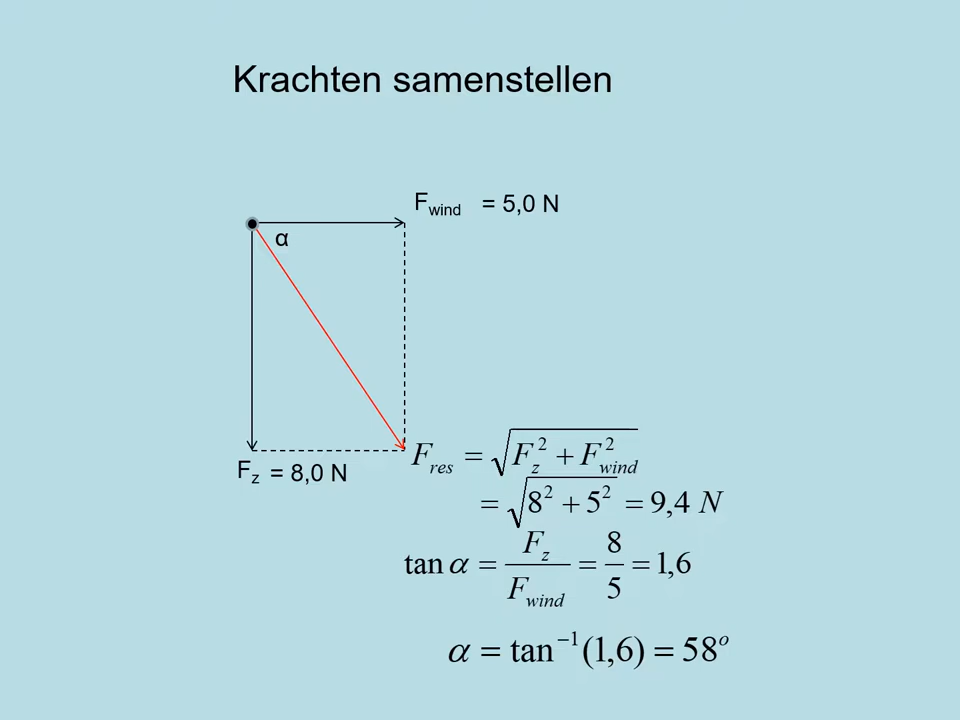 Krachten samenstellen
F_wind = 5,0 N
α
F_z = 8,0 N
F_res = √(F_z² + F_wind²)
= √(8² + 5²) = 9,4 N
tan α = F_z / F_wind = 8 / 5 = 1,6
α = tan⁻¹(1,6) = 58°